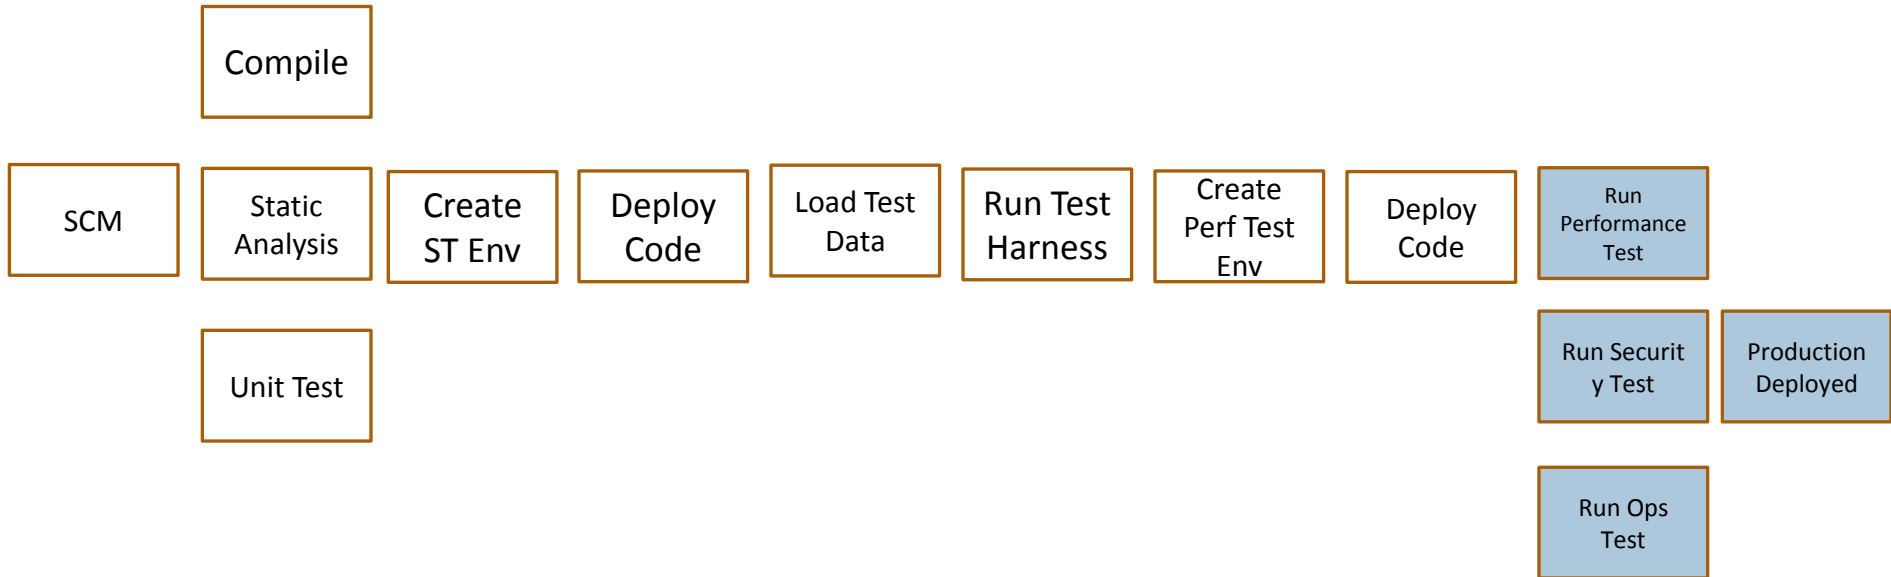 Compile
SCM
Static
Analysis
Create
ST Env
Deploy
Code
Load Test
Data
Run Test
Harness
Create
Perf Test
Env
Deploy
Code
Run
Performance
Test
Unit Test
Run Securit
y Test
Production
Deployed
Run Ops
Test